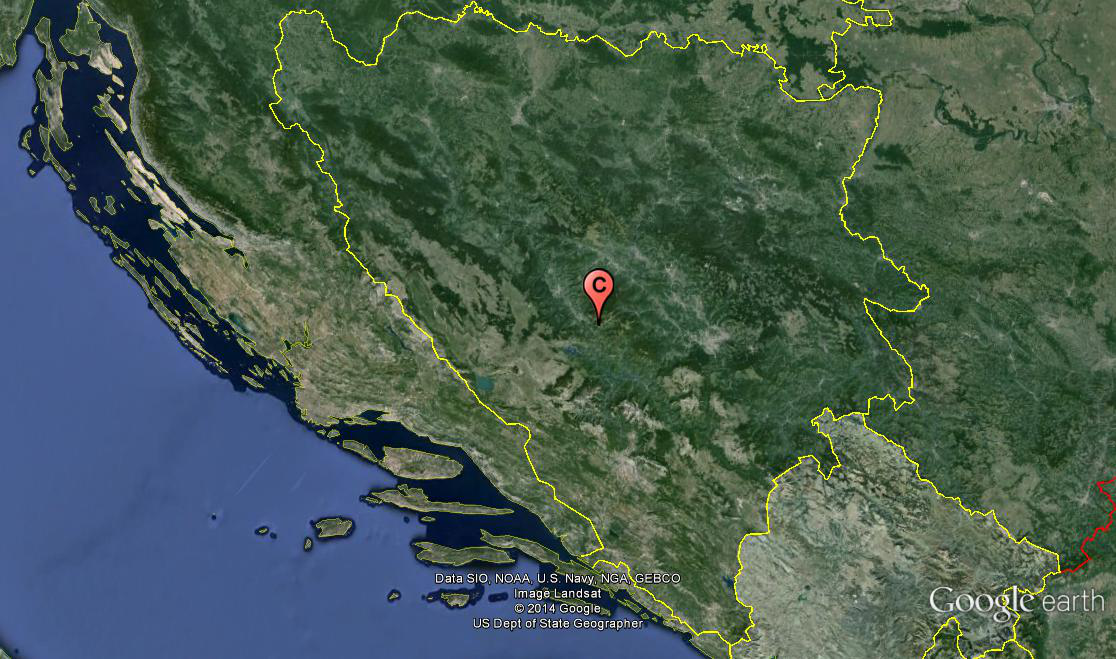 C
Data SIO, NOAA, U.S. Navy, NGA, GEBCO
Image Landsat
© 2014 Google
US Dept of State Geographer
Google earth